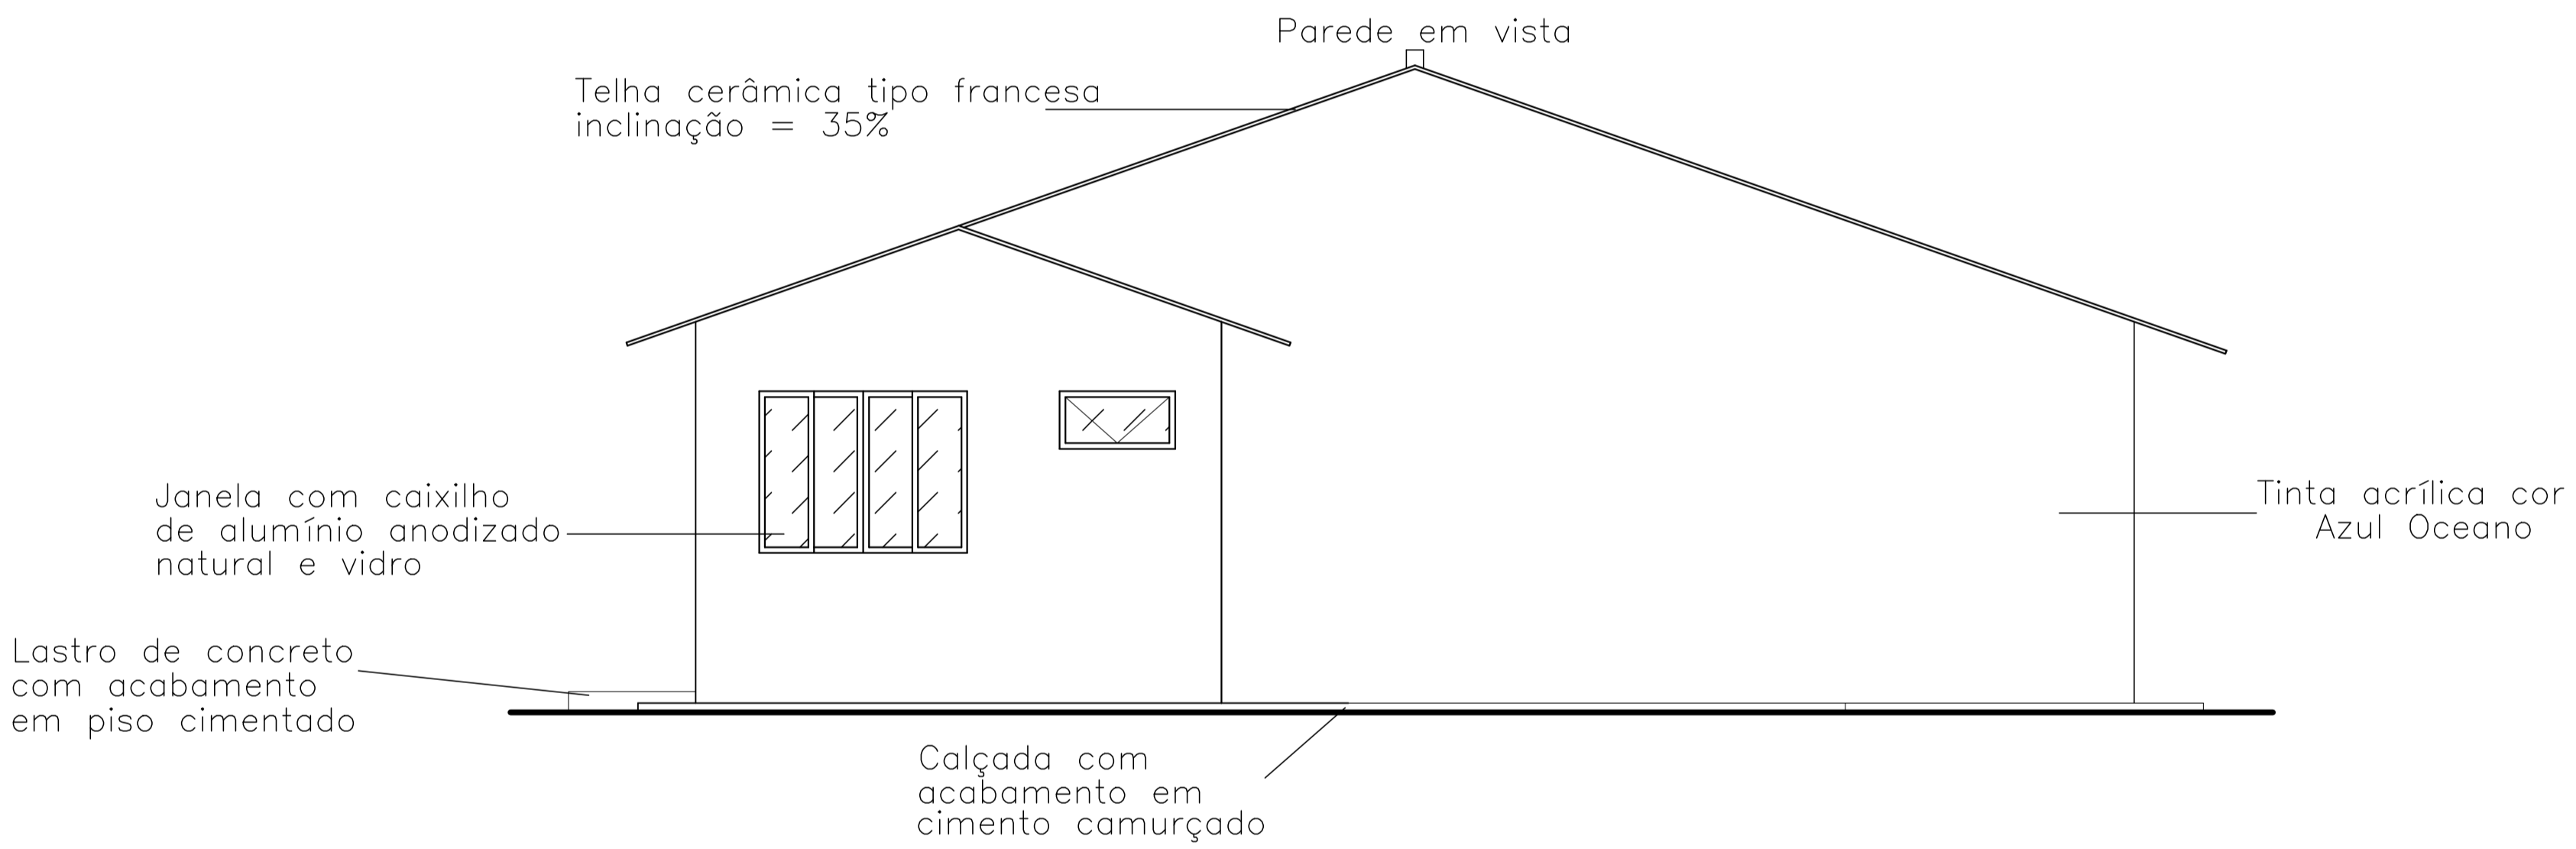 Parede em vista
Telha cerâmica tipo francesa
inclinação = 35%
Janela com caixilho
de alumínio anodizado
natural e vidro
Tinta acrílica cor
Azul Oceano
Lastro de concreto
com acabamento
em piso cimentado
Calçada com
acabamento em
cimento camurçado